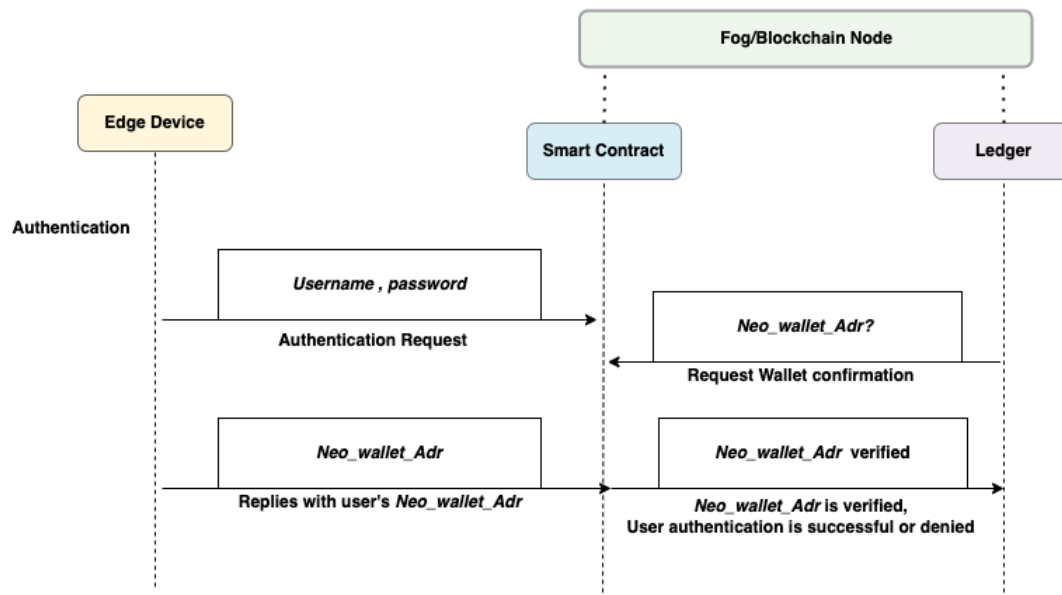 Fog/Blockchain Node
Edge Device
Smart Contract
Ledger
Authentication
Username , password
Authentication Request
Neo_wallet_Adr?
Request Wallet confirmation
Neo_wallet_Adr
Replies with user's Neo_wallet_Adr
Neo_wallet_Adr verified
Neo_wallet_Adr is verified,
User authentication is successful or denied